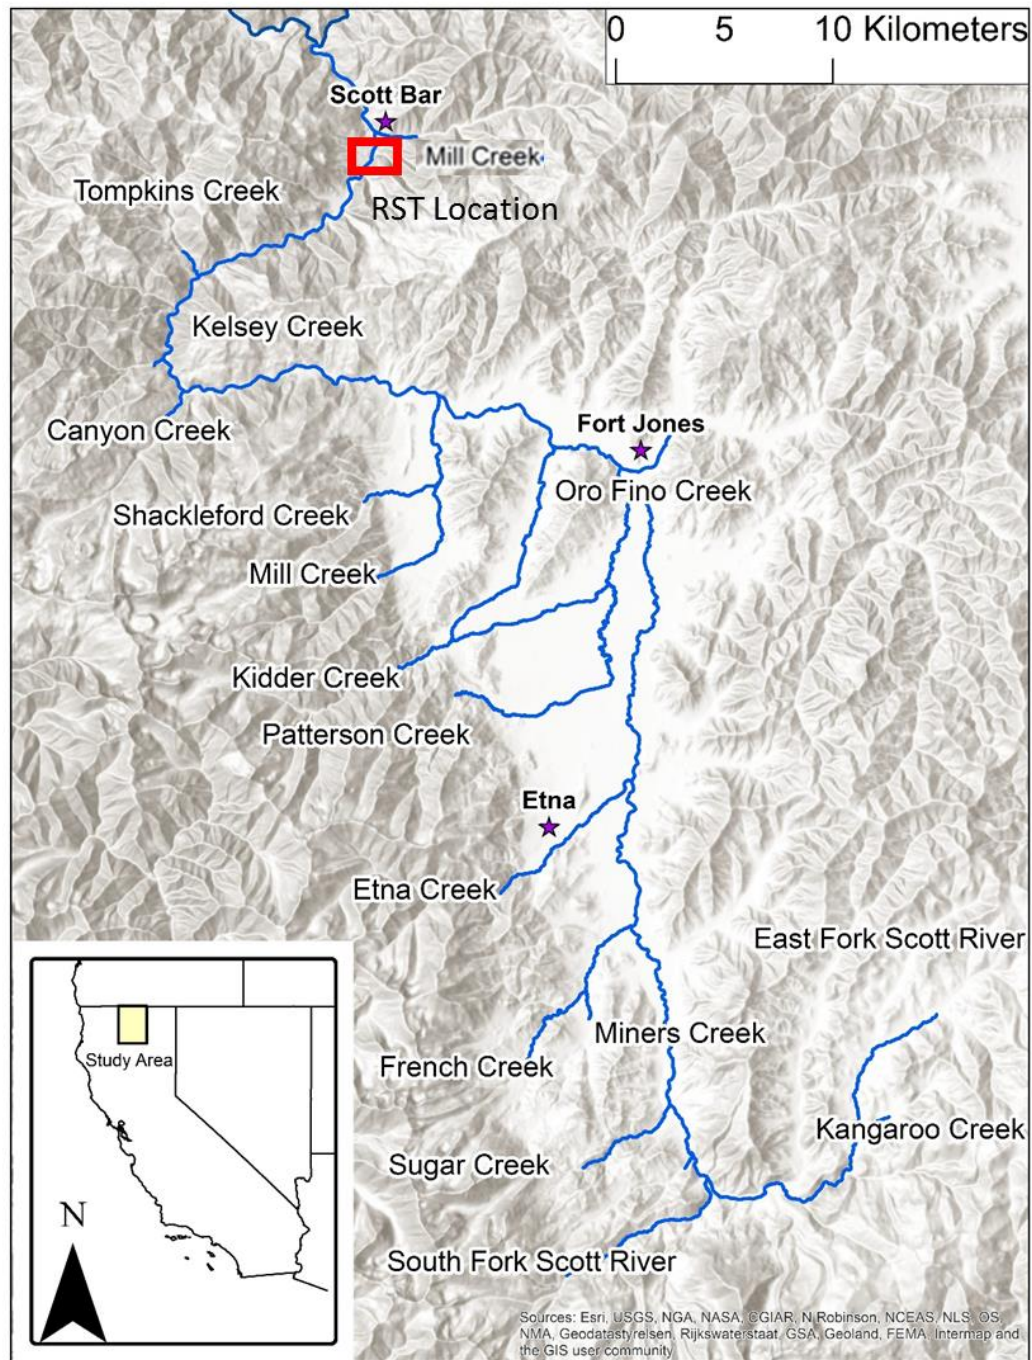 0 5 10 Kilometers
Scott Bar
Mill Creek
Tompkins Creek
RST Location
Kelsey Creek
Canyon Creek
Fort Jones
Oro Fino Creek
Shackleford Creek
Mill Creek
Kidder Creek
Patterson Creek
Etna
Etna Creek
East Fork Scott River
Miners Creek
French Creek
Kangaroo Creek
Sugar Creek
South Fork Scott River
Study Area
N
Sources: Esri, USGS, NGA, NASA, CGIAR, N Robinson, NCEAS, NLS, OS,
NMA, Geodatastyrelsen, Rijkswaterstaat, GSA, Geoland, FEMA, Intermap and
the GIS user community